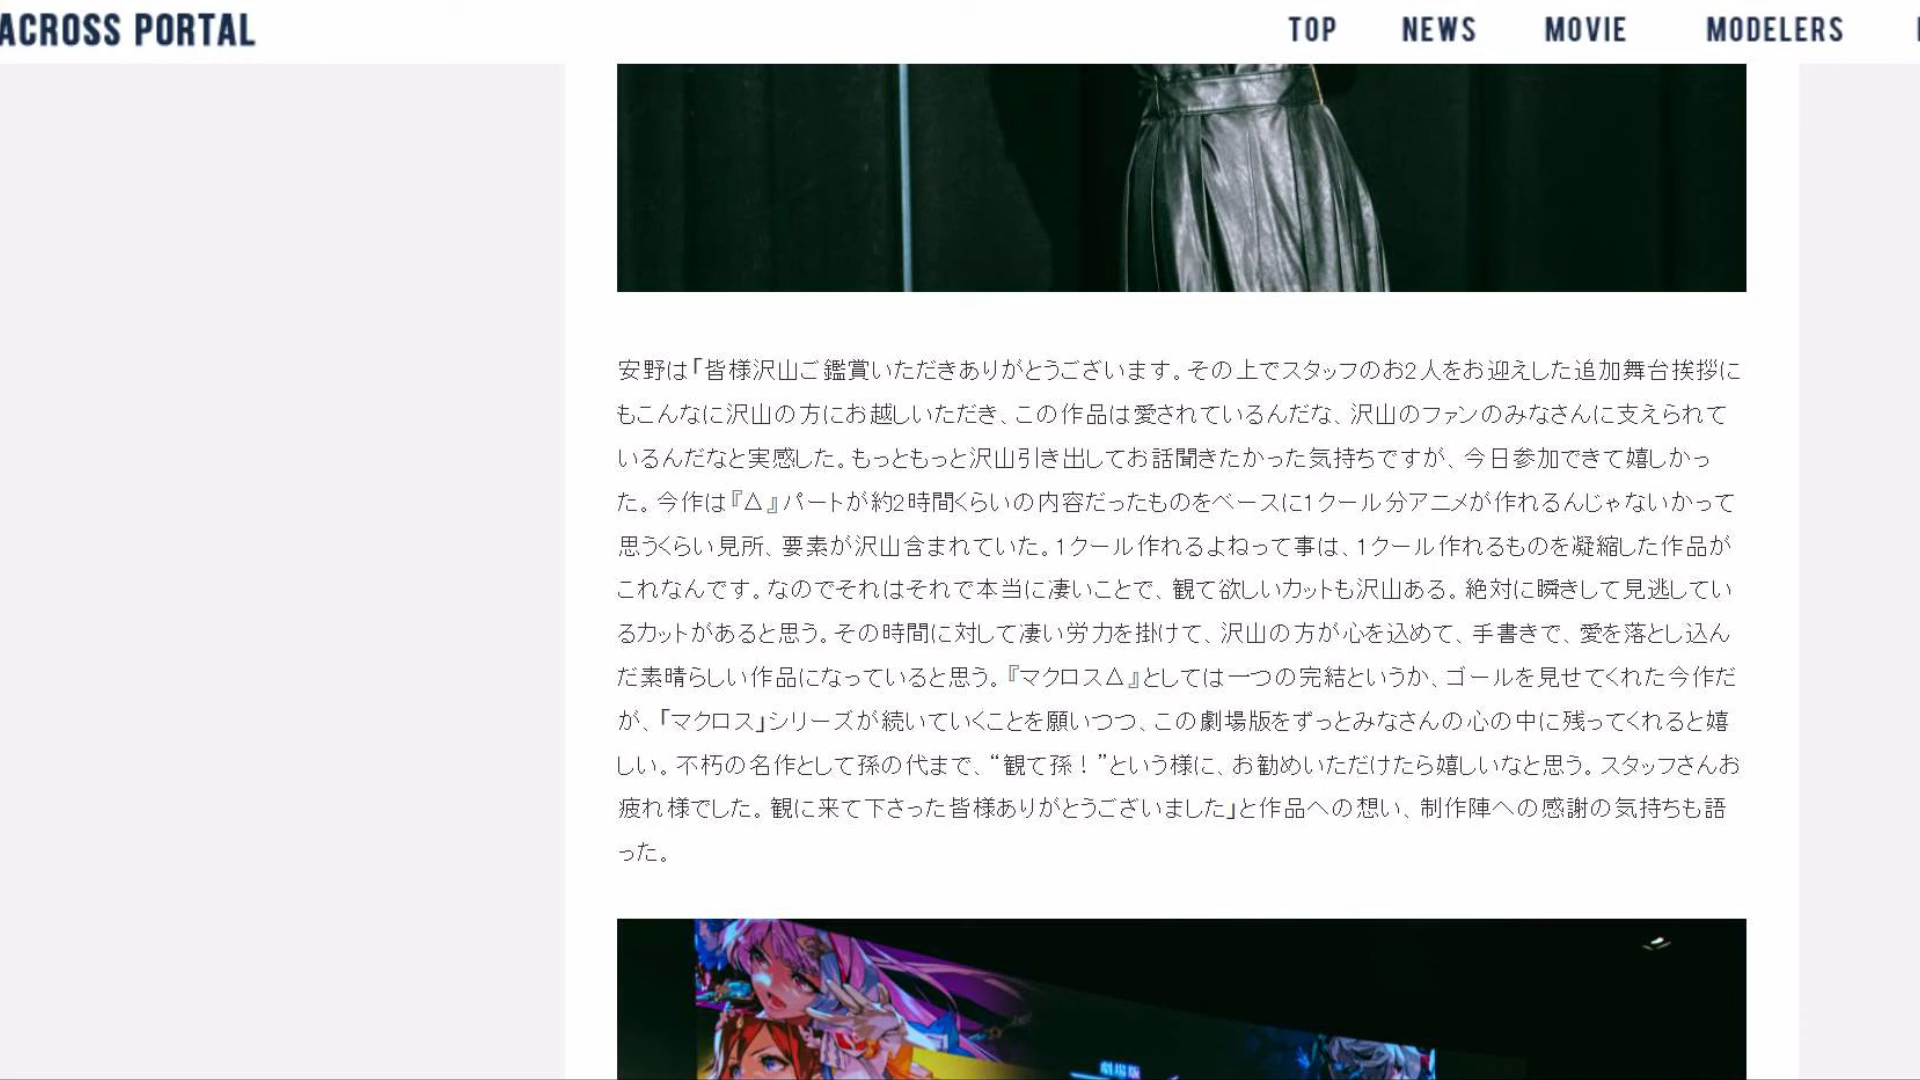 ACROSS PORTAL
TOP NEWS MOVIE MODELERS
安野は「皆様沢山ご鑑賞いただきありがとうございます。その上でスタッフのお2人をお迎えした追加舞台挨拶に
もこんなに沢山の方にお越しいただき、この作品は愛されているんだな、沢山のファンのみなさんに支えられて
いるんだなと実感した。もっともっと沢山引き出してお話聞きたかった気持ちですが、今日参加できて嬉しかっ
た。今作は『Δ』パートが約2時間くらいの内容だったものをベースに1クール分アニメが作れるんじゃないかって
思うくらい見所、要素が沢山含まれていた。1クール作れるよねって事は、1クール作れるものを凝縮した作品が
これなんです。なのでそれはそれで本当に凄いことで、観て欲しいカットも沢山ある。絶対に瞬きして見逃してい
るカットがあると思う。その時間に対して凄い労力を掛けて、沢山の方が心を込めて、手書きで、愛を落とし込ん
だ素晴らしい作品になっていると思う。『マクロスΔ』としては一つの完結というか、ゴールを見せてくれた今作だ
が、「マクロス」シリーズが続いていくことを願いつつ、この劇場版をずっとみなさんの心の中に残ってくれると嬉
しい。不朽の名作として孫の代まで、“観て孫！”という様に、お勧めいただけたら嬉しいなと思う。スタッフさんお
疲れ様でした。観に来て下さった皆様ありがとうございました」と作品への想い、制作陣への感謝の気持ちも語
った。
劇場版